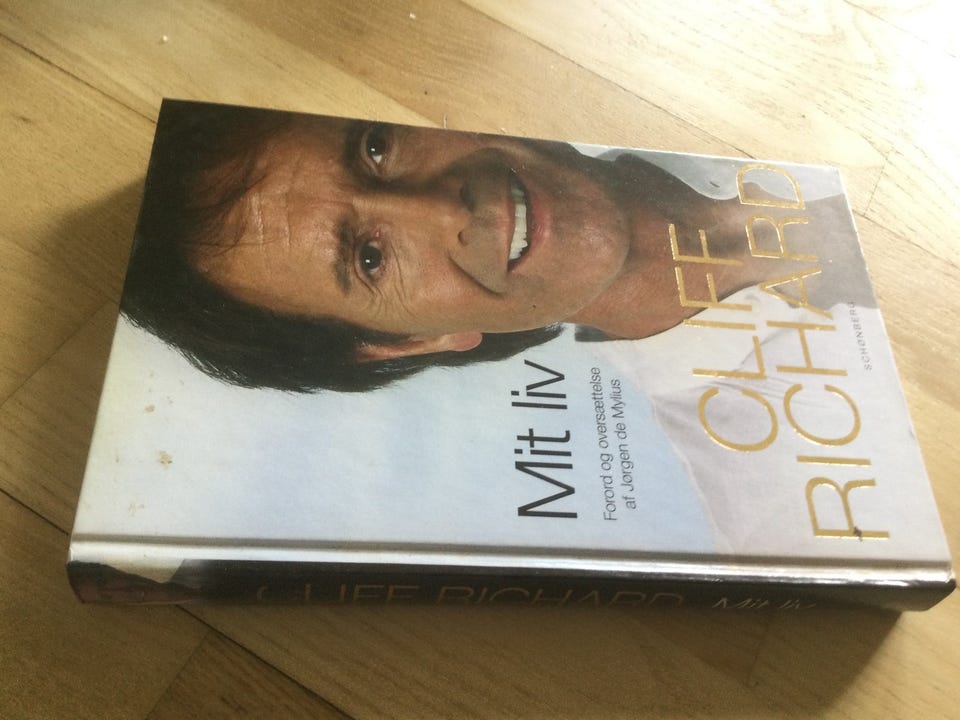 Mit liv
Forord og oversættelse
af Jørgen de Mylius
CLIFF
RICHARD
SCHØNBERG
CLIFF RICHARD Mit liv